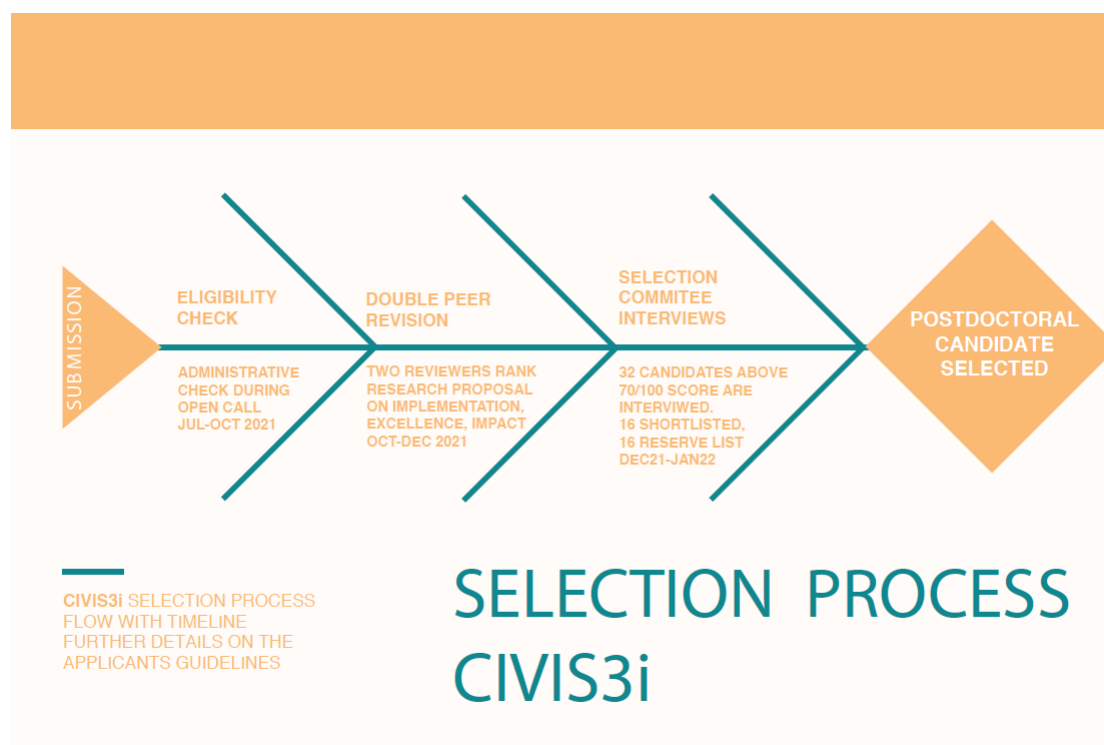 SUBMISSION
ELIGIBILITY
CHECK
ADMINISTRATIVE
CHECK DURING
OPEN CALL
JUL-OCT 2021
DOUBLE PEER
REVISION
TWO REVIEWERS RANK
RESEARCH PROPOSAL
ON IMPLEMENTATION,
EXCELLENCE, IMPACT
OCT-DEC 2021
SELECTION
COMMITEE
INTERVIEWS
32 CANDIDATES ABOVE
70/100 SCORE ARE
INTERVIWED.
16 SHORTLISTED,
16 RESERVE LIST
DEC21-JAN22
POSTDOCTORAL
CANDIDATE
SELECTED
CIVIS3i SELECTION PROCESS
FLOW WITH TIMELINE
FURTHER DETAILS ON THE
APPLICANTS GUIDELINES
SELECTION PROCESS
CIVIS3i